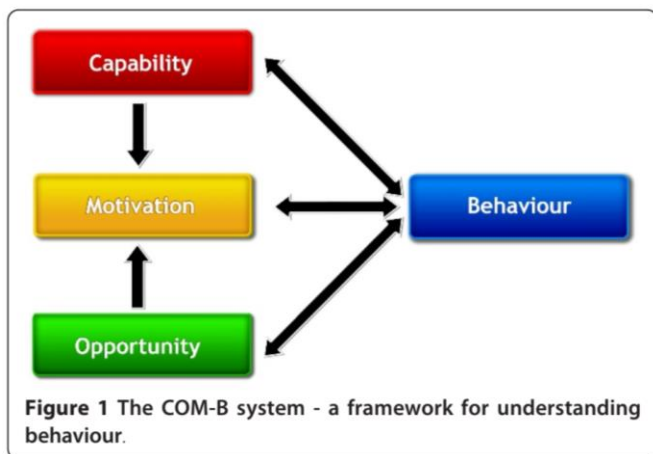 Capability
Motivation
Behaviour
Opportunity
Figure 1 The COM-B system - a framework for understanding
behaviour.